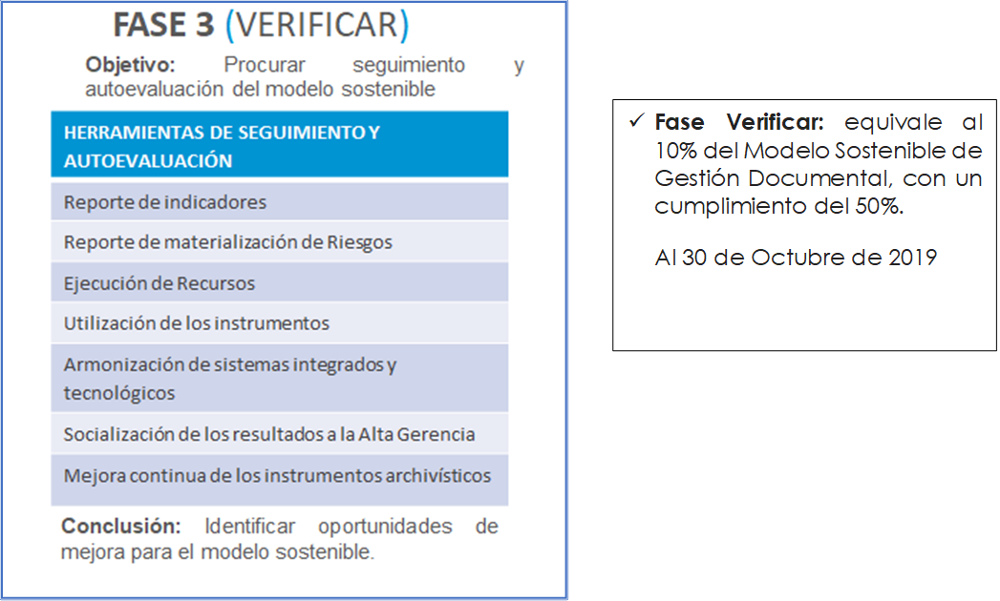 FASE 3 (VERIFICAR)
Objetivo: Procurar seguimiento y
autoevaluación del modelo sostenible
HERRAMIENTAS DE SEGUIMIENTO Y
AUTOEVALUACIÓN
Reporte de indicadores
Reporte de materialización de Riesgos
Ejecución de Recursos
Utilización de los instrumentos
Armonización de sistemas integrados y
tecnológicos
Socialización de los resultados a la Alta Gerencia
Mejora continua de los instrumentos archivísticos
Conclusión: Identificar oportunidades de
mejora para el modelo sostenible.
✓ Fase Verificar: equivale al
10% del Modelo Sostenible de
Gestión Documental, con un
cumplimiento del 50%.
Al 30 de Octubre de 2019